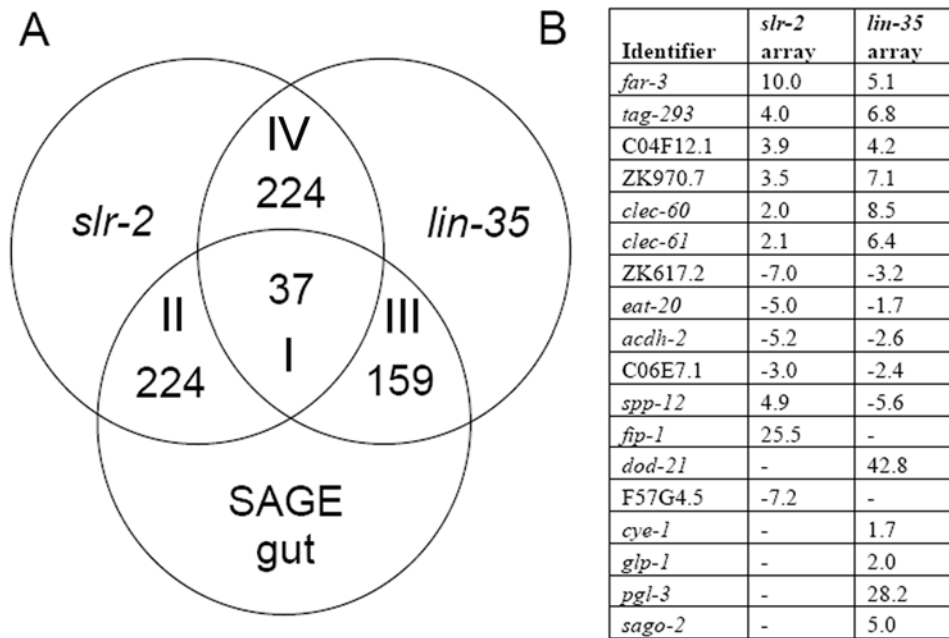 A
B
IV
224
slr-2
lin-35
37
II
III
I
224
159
SAGE
gut
Identifier slr-2 array lin-35 array
far-3 10.0 5.1
tag-293 4.0 6.8
C04F12.1 3.9 4.2
ZK970.7 3.5 7.1
clec-60 2.0 8.5
clec-61 2.1 6.4
ZK617.2 -7.0 -3.2
eat-20 -5.0 -1.7
acdh-2 -5.2 -2.6
C06E7.1 -3.0 -2.4
spp-12 4.9 -5.6
fip-1 25.5 -
dod-21 - 42.8
F57G4.5 -7.2 -
cye-1 - 1.7
glp-1 - 2.0
pgl-3 - 28.2
sago-2 - 5.0